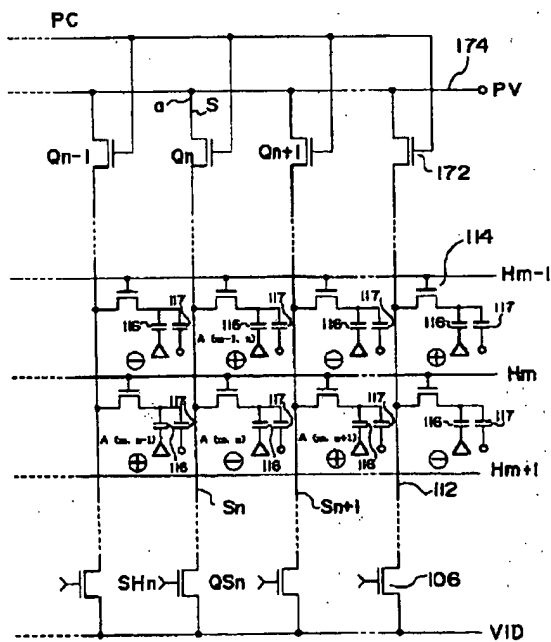 PC
174
PV
a
S
Qn-1
Qn
Qn+1
172
114
Hm-1
117
117
117
117
116
116
116
116
A (m-1, n)
⊖
⊕
⊖
⊕
Hm
117
117
117
117
116
A (m, n-1)
A (m, n)
A (m, n+1)
116
116
116
⊕
⊖
⊕
⊖
Hm+1
Sn
Sn+1
112
SHn
QSn
106
VID